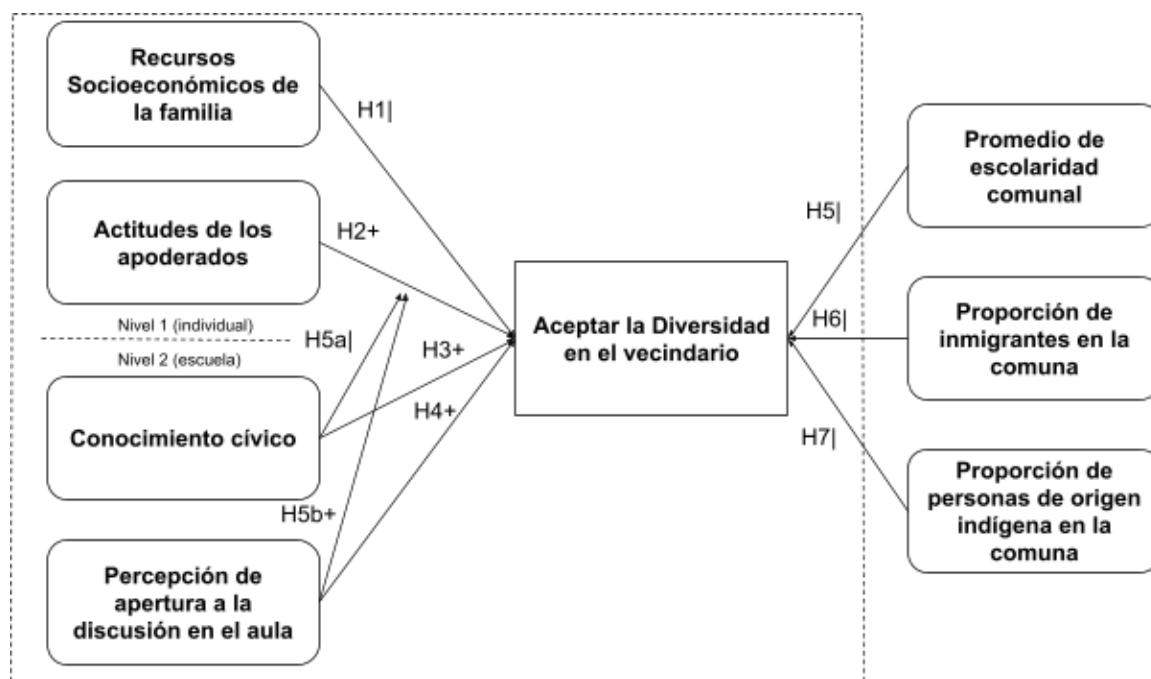 Recursos
Socioeconómicos de
la familia
H1|
Actitudes de los
apoderados
H2+
Nivel 1 (individual)
Nivel 2 (escuela)
H5a|
H3+
Conocimiento cívico
H4+
H5b+
Percepción de
apertura a la
discusión en el aula
Aceptar la Diversidad
en el vecindario
Promedio de
escolaridad
comunal
H5|
Proporción de
inmigrantes en la
comuna
H6|
H7|
Proporción de
personas de origen
indígena en la
comuna